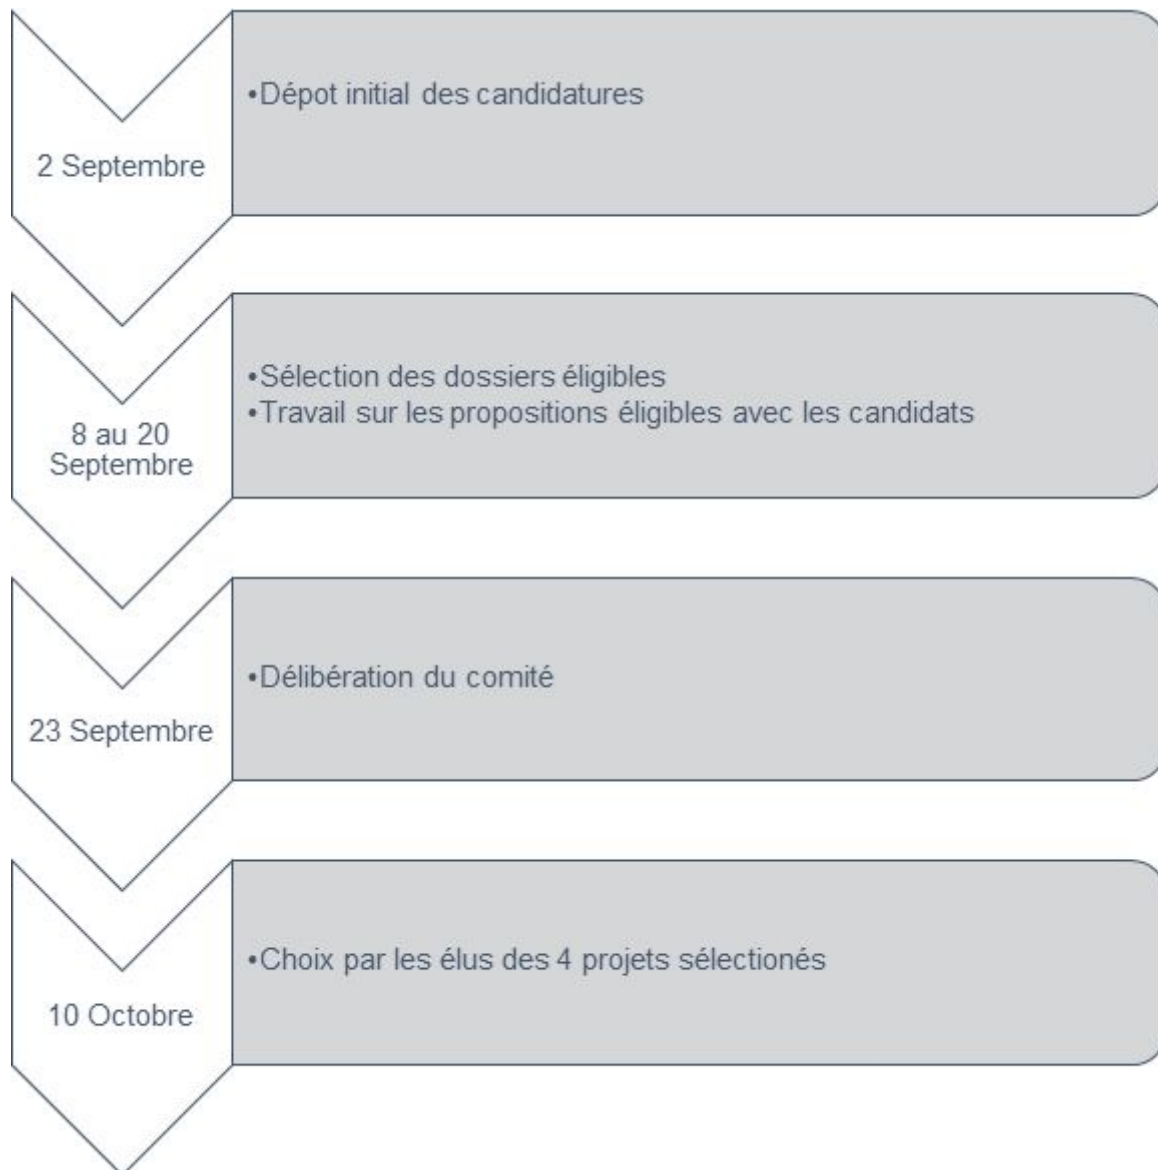 •Dépot initial des candidatures
2 Septembre
•Sélection des dossiers éligibles
•Travail sur les propositions éligibles avec les candidats
8 au 20
Septembre
•Délibération du comité
23 Septembre
•Choix par les élus des 4 projets sélectionés
10 Octobre